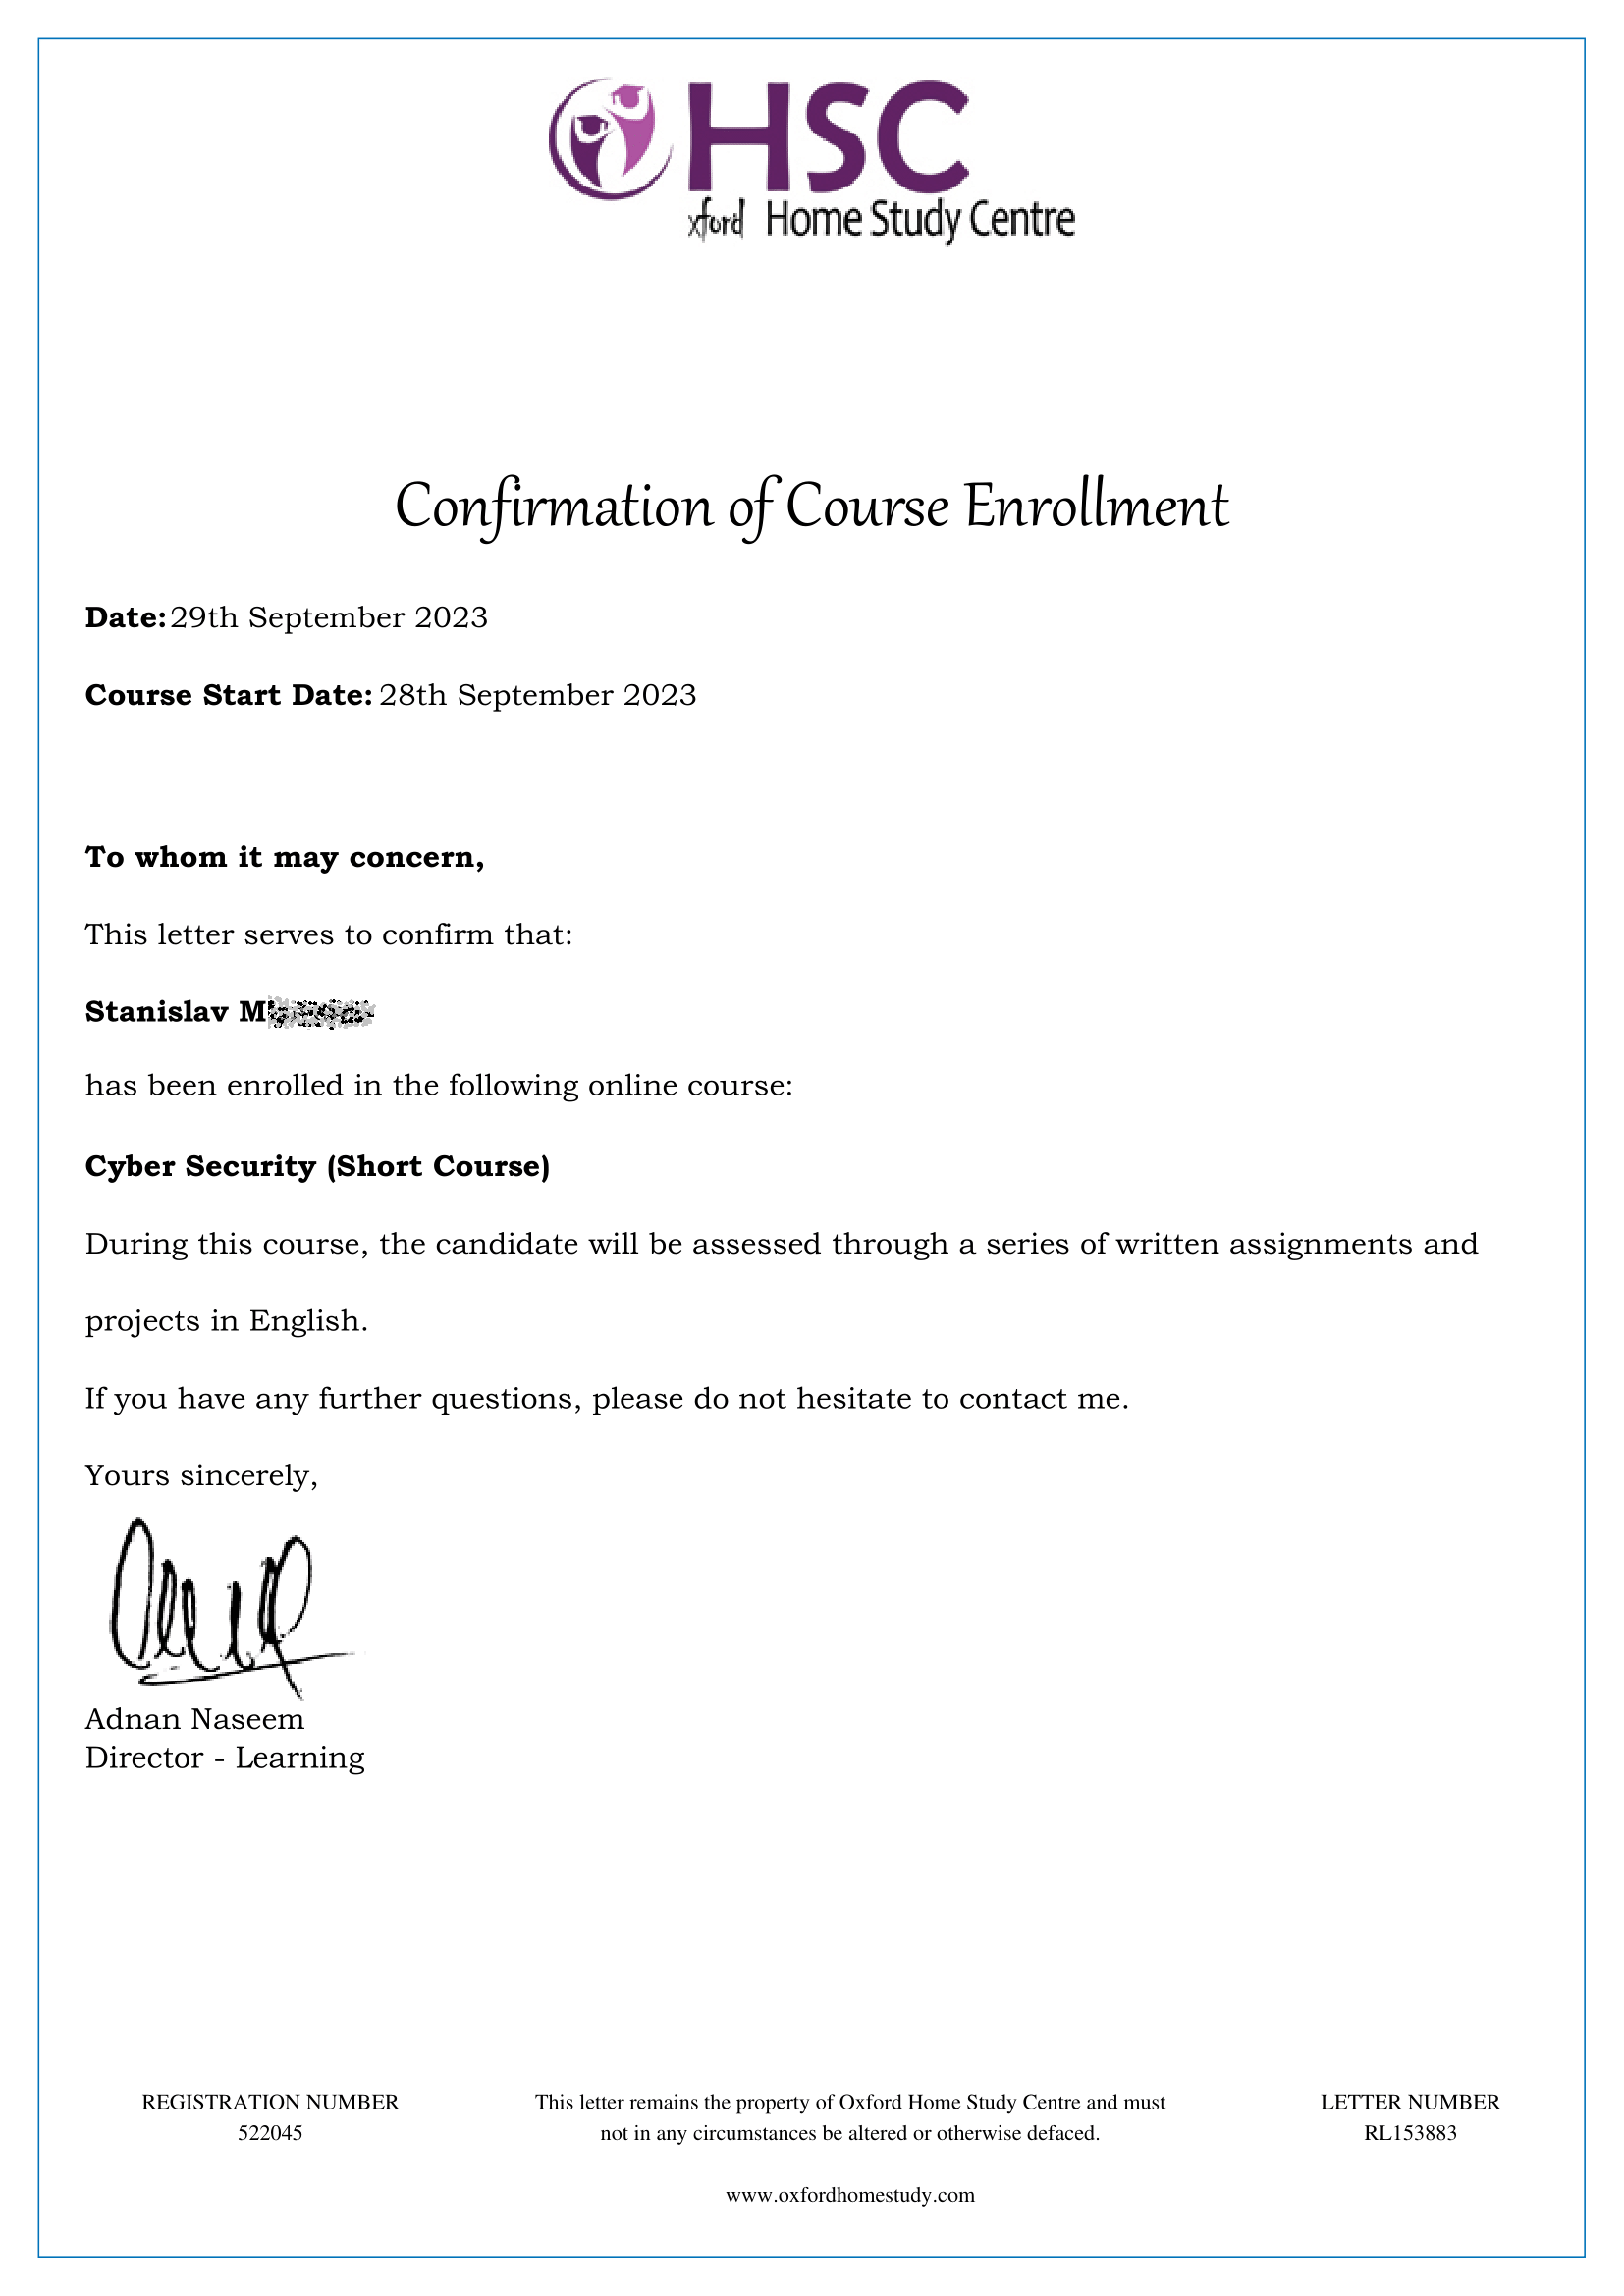 HSC
xford Home Study Centre
Confirmation of Course Enrollment
Date: 29th September 2023
Course Start Date: 28th September 2023
To whom it may concern,
This letter serves to confirm that:
Stanislav M
has been enrolled in the following online course:
Cyber Security (Short Course)
During this course, the candidate will be assessed through a series of written assignments and
projects in English.
If you have any further questions, please do not hesitate to contact me.
Yours sincerely,
Adnan Naseem
Director - Learning
REGISTRATION NUMBER
522045
This letter remains the property of Oxford Home Study Centre and must
not in any circumstances be altered or otherwise defaced.
www.oxfordhomestudy.com
LETTER NUMBER
RL153883